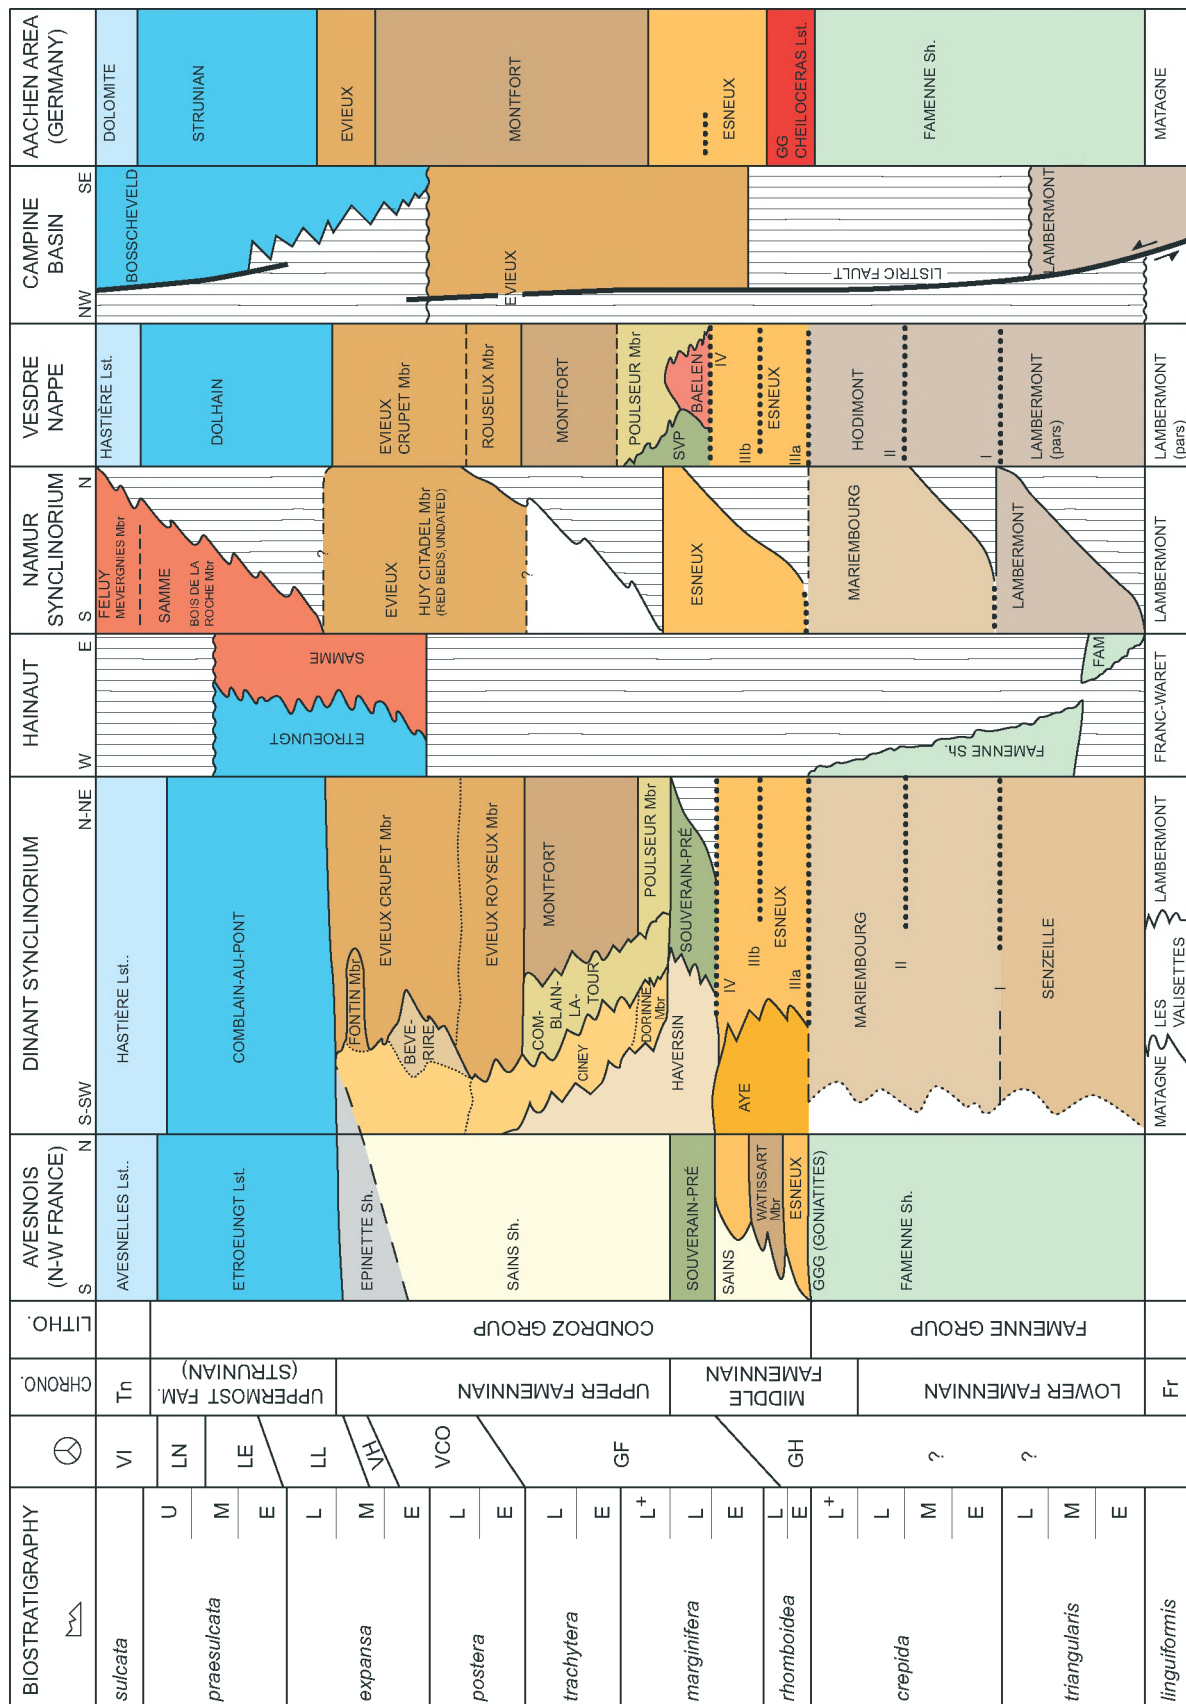 BIOSTRATIGRAPHY
CHRONO.
LITHO.
AVESNOIS
(N-W FRANCE)
S
N
DINANT SYNCLINORIUM
S-SW
N-NE
HAINAUT
W
E
NAMUR
SYNCLINORIUM
S
N
VESDRE
NAPPE
CAMPINE
BASIN
NW
SE
AACHEN AREA
(GERMANY)
sulcata
praesulcata
U
M
E
expansa
L
M
E
postera
L
E
trachytera
L
E
marginifera
L+
L
E
rhomboidea
L
E
crepida
L+
L
M
E
triangularis
L
M
E
linguiformis
VI
LN
LE
LL
VH
VCO
GF
GH
?
?
Tn
UPPERMOST FAM.
(STRUNIAN)
UPPER FAMENNIAN
MIDDLE
FAMENNIAN
LOWER FAMENNIAN
Fr
CONDROZ GROUP
FAMENNE GROUP
AVESNELLES Lst..
ETROEUNGT Lst.
EPINETTE Sh.
SAINS Sh.
SOUVERAIN-PRÉ
SAINS
WATISSART
Mbr
ESNEUX
GGG (GONIATITES)
FAMENNE Sh.
HASTIÈRE Lst..
COMBLAIN-AU-PONT
FONTIN Mbr
EVIEUX CRUPET Mbr
BEVE-
RIRE
EVIEUX ROYSEUX Mbr
COM-
BLAIN-
LA-
TOUR
MONTFORT
CINEY
DORINNE
Mbr
POULSEUR Mbr
HAVERSIN
SOUVERAIN-PRÉ
AYE
IV
IIIb
ESNEUX
IIIa
MARIEMBOURG
II
I
SENZEILLE
MATAGNE
LES
VALISETTES
LAMBERMONT
ETROEUNGT
SAMME
FAMENNE Sh.
FAM
FRANC-WARET
FELUY
MEVERGNIES Mbr
SAMME
BOIS DE LA
ROCHE Mbr
?
?
EVIEUX
HUY CITADEL Mbr
(RED BEDS, UNDATED)
?
ESNEUX
MARIEMBOURG
LAMBERMONT
LAMBERMONT
HASTIÈRE Lst.
DOLHAIN
EVIEUX
CRUPET Mbr
ROUSEUX Mbr
MONTFORT
POULSEUR Mbr
SVP
BAELEN
IV
IIIb
ESNEUX
IIIa
HODIMONT
II
I
LAMBERMONT
(pars)
LAMBERMONT
(pars)
BOSSCHEVELD
EVIEUX
LISTRIC FAULT
LAMBERMONT
DOLOMITE
STRUNIAN
EVIEUX
MONTFORT
ESNEUX
GG
CHEILOCERAS Lst.
FAMENNE Sh.
MATAGNE